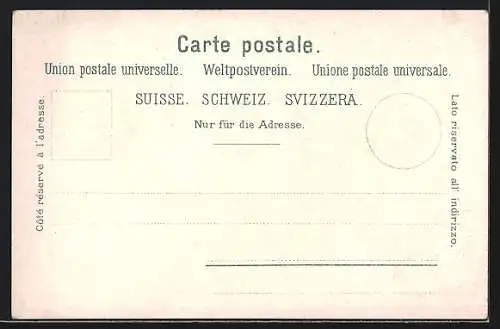 Carte postale.
Union postale universelle. Weltpostverein. Unione postale universale.
SUISSE. SCHWEIZ. SVIZZERA.
Nur für die Adresse.
Côté réservé à l'adresse.
Lato riservato all' indirizzo.